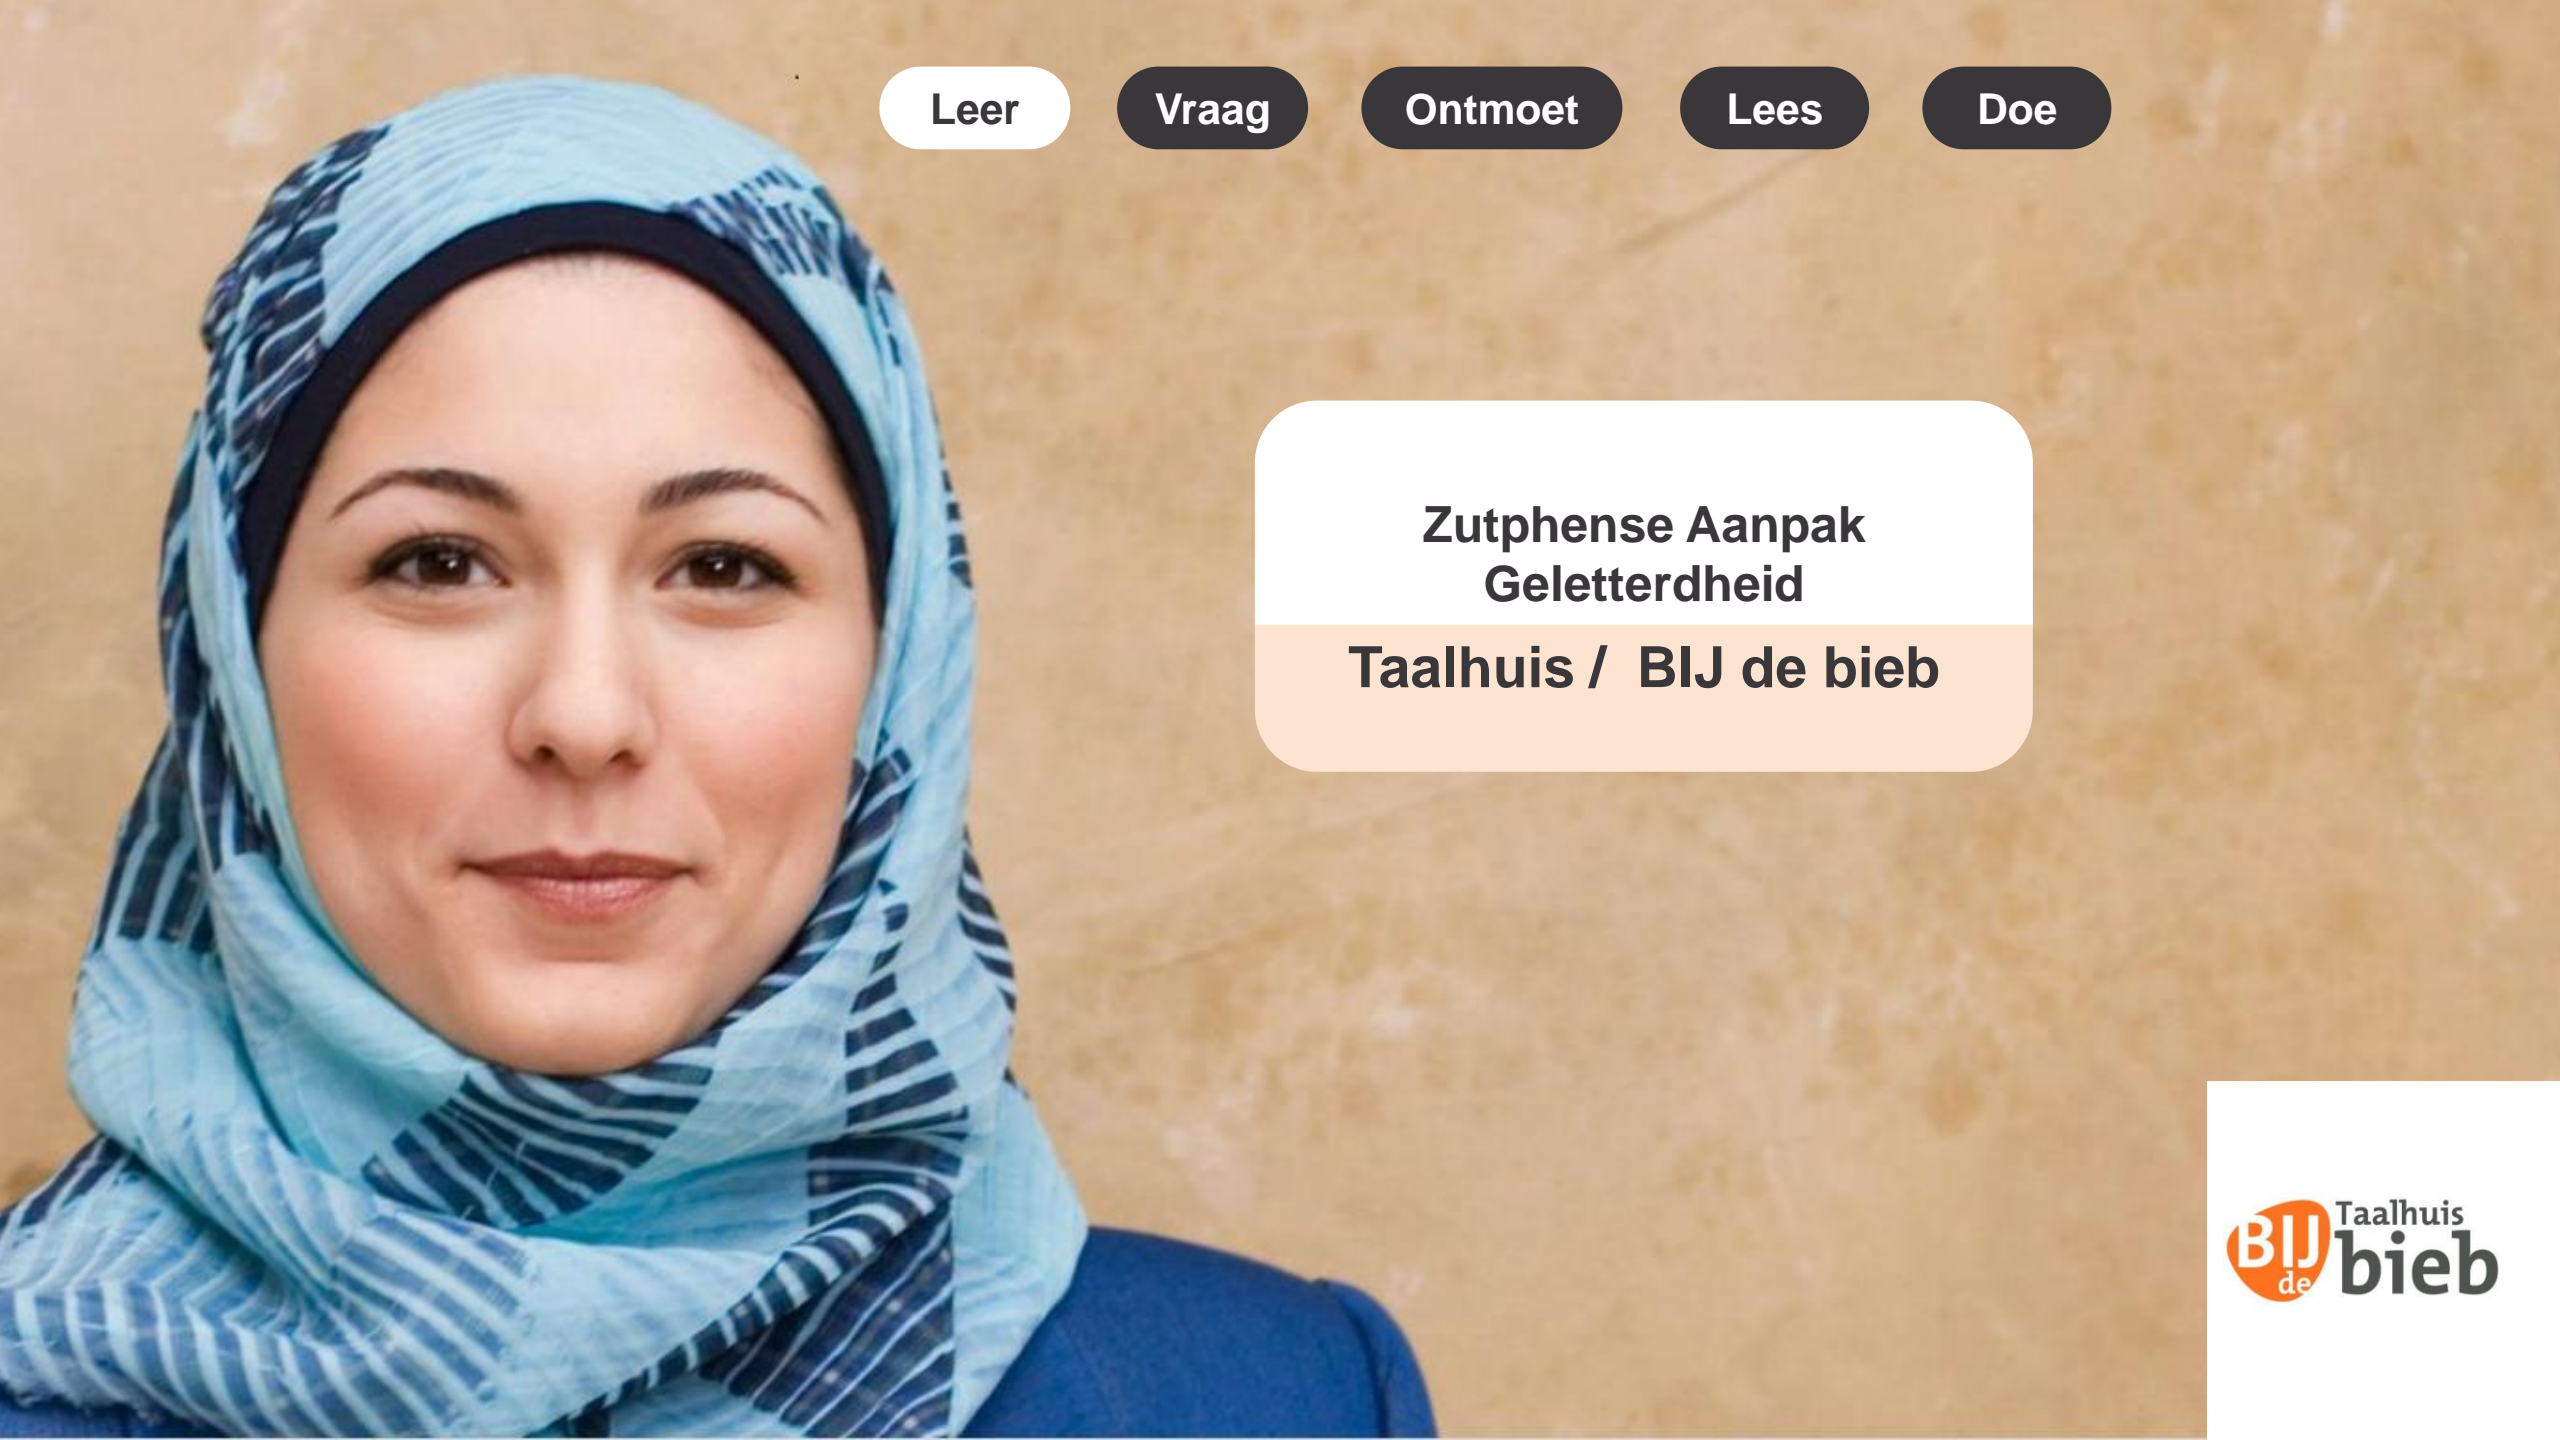 Leer Vraag Ontmoet Lees Doe
Zutphense Aanpak
Geletterdheid
Taalhuis / BIJ de bieb
Taalhuis
BIJ bieb
de